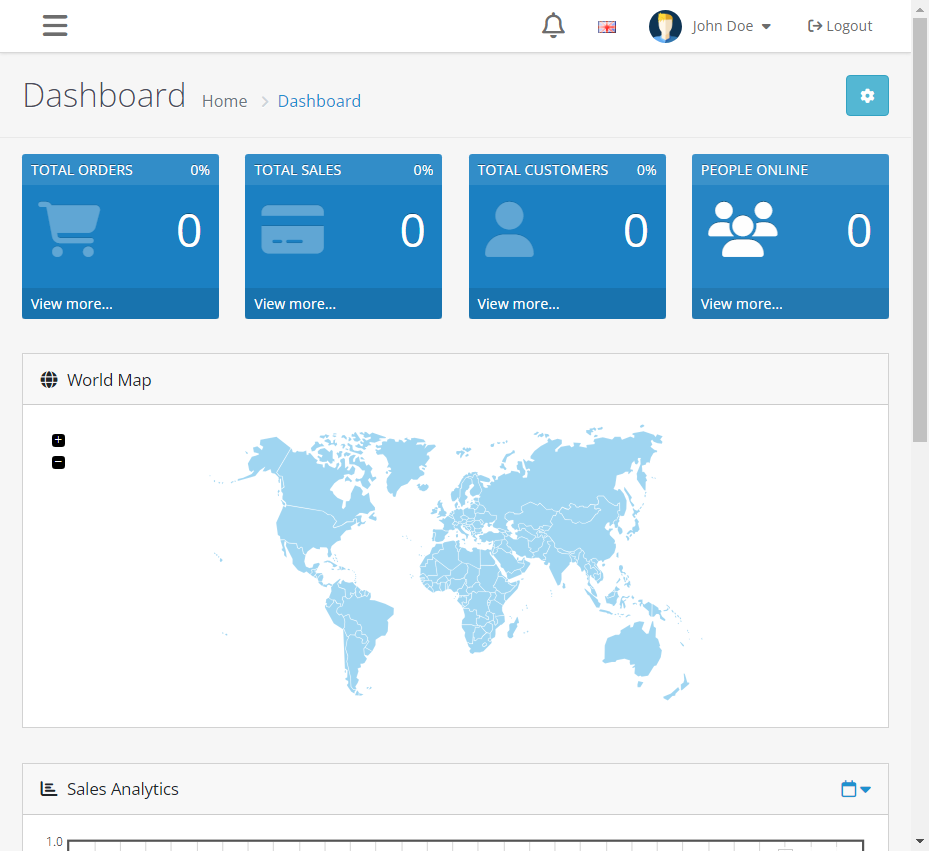 John Doe
Logout
Dashboard
Home
Dashboard
TOTAL ORDERS 0%
0
View more...
TOTAL SALES 0%
0
View more...
TOTAL CUSTOMERS 0%
0
View more...
PEOPLE ONLINE
0
View more...
World Map
+
−
Sales Analytics
1.0